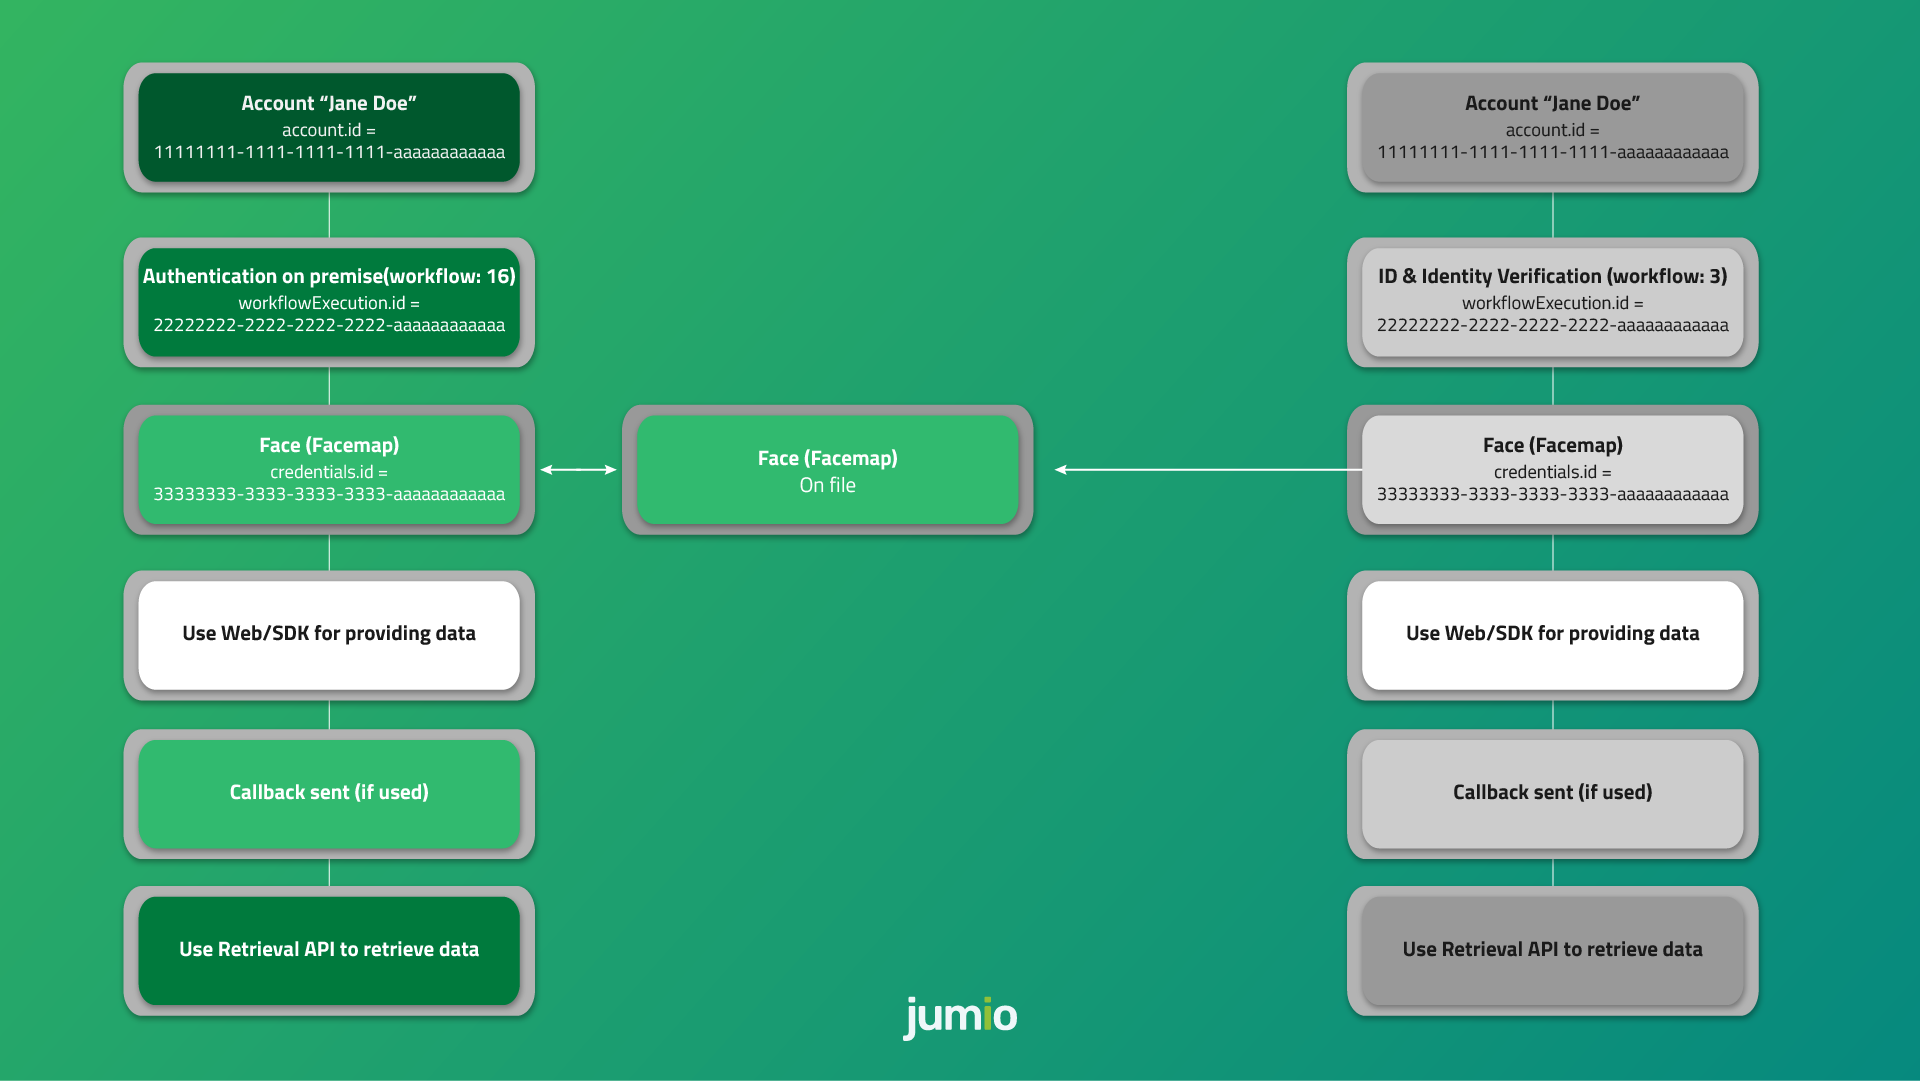 Account “Jane Doe”
account.id =
11111111-1111-1111-1111-aaaaaaaaaaaa
Authentication on premise(workflow: 16)
workflowExecution.id =
22222222-2222-2222-2222-aaaaaaaaaaaa
Face (Facemap)
credentials.id =
33333333-3333-3333-3333-aaaaaaaaaaaa
Use Web/SDK for providing data
Callback sent (if used)
Use Retrieval API to retrieve data
Face (Facemap)
On file
Account “Jane Doe”
account.id =
11111111-1111-1111-1111-aaaaaaaaaaaa
ID & Identity Verification (workflow: 3)
workflowExecution.id =
22222222-2222-2222-2222-aaaaaaaaaaaa
Face (Facemap)
credentials.id =
33333333-3333-3333-3333-aaaaaaaaaaaa
Use Web/SDK for providing data
Callback sent (if used)
Use Retrieval API to retrieve data
jumio